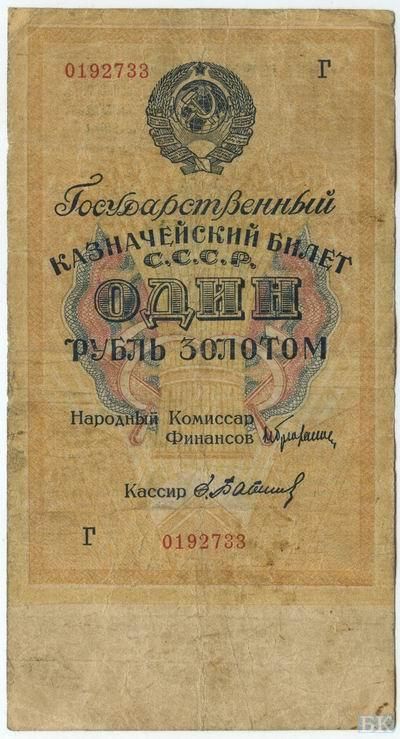 0192733 Г
Государственный
КАЗНАЧЕЙСКИЙ БИЛЕТ
С.С.С.Р.
ОДИН
РУБЛЬ ЗОЛОТОМ
Народный Комиссар
Финансов
Кассир
Г 0192733
БК